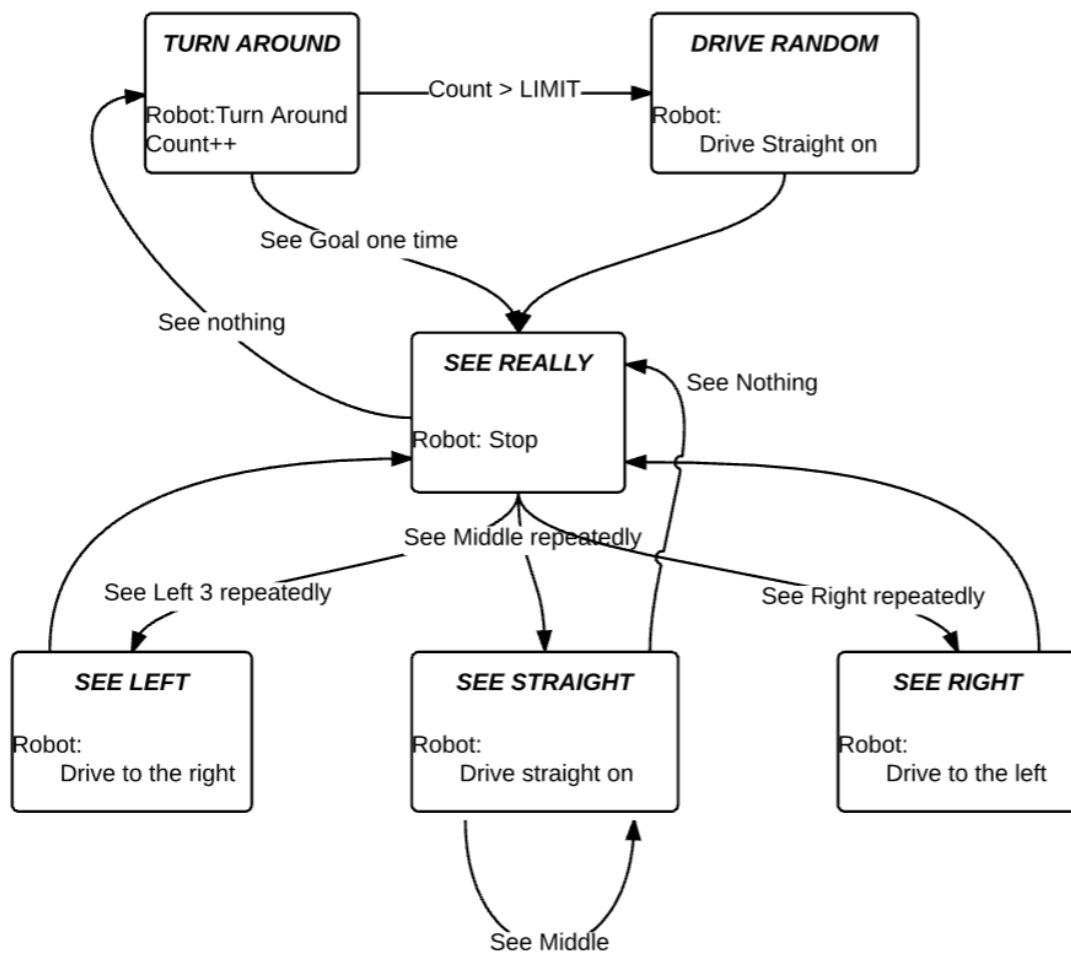 TURN AROUND
Robot:Turn Around
Count++
Count > LIMIT
DRIVE RANDOM
Robot:
Drive Straight on
See Goal one time
See nothing
SEE REALLY
Robot: Stop
See Nothing
See Middle repeatedly
See Left 3 repeatedly
See Right repeatedly
SEE LEFT
Robot:
Drive to the right
SEE STRAIGHT
Robot:
Drive straight on
SEE RIGHT
Robot:
Drive to the left
See Middle